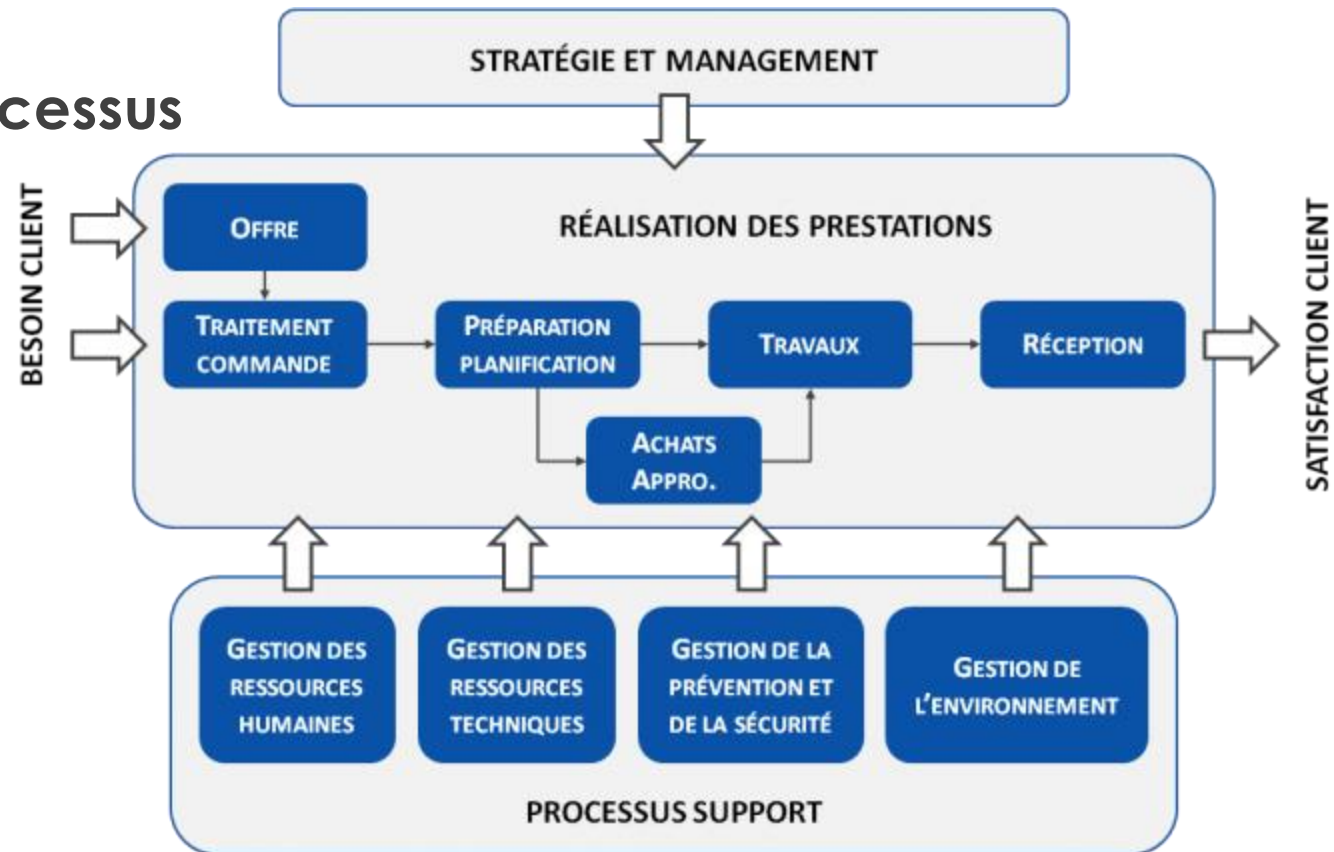 STRATÉGIE ET MANAGEMENT
cessus
BESOIN CLIENT
OFFRE
RÉALISATION DES PRESTATIONS
TRAITEMENT
COMMANDE
PRÉPARATION
PLANIFICATION
TRAVAUX
RÉCEPTION
ACHATS
APPRO.
SATISFACTION CLIENT
GESTION DES
RESSOURCES
HUMAINES
GESTION DES
RESSOURCES
TECHNIQUES
GESTION DE LA
PRÉVENTION ET
DE LA SÉCURITÉ
GESTION DE
L'ENVIRONNEMENT
PROCESSUS SUPPORT